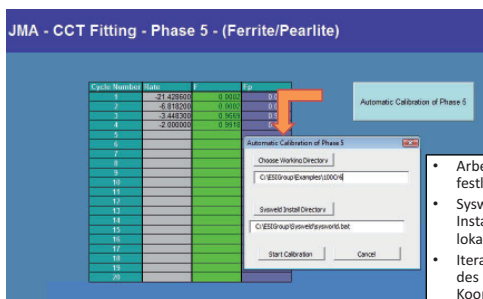 JMA - CCT Fitting - Phase 5 - (Ferrite/Pearlite)
Cycle Number Rate F Fp
1 -21.428600 0.0002
2 -6.818200 0.0002
3 -3.448300 0.9669
4 -2.000000 0.9918
5
6
7
8
9
10
11
12
13
14
15
16
17
18
19
20
Automatic Calibration of Phase 5
Automatic Calibration of Phase 5
Choose Working Directory
C:\ESIGroup\Examples\100Cr6
Sysweld Install Directory
C:\ESIGroup\Sysweld\sysworld.bat
Start Calibration Cancel
• Arbe
festl
• Sysw
Insta
loka
• Itera
des
Koor